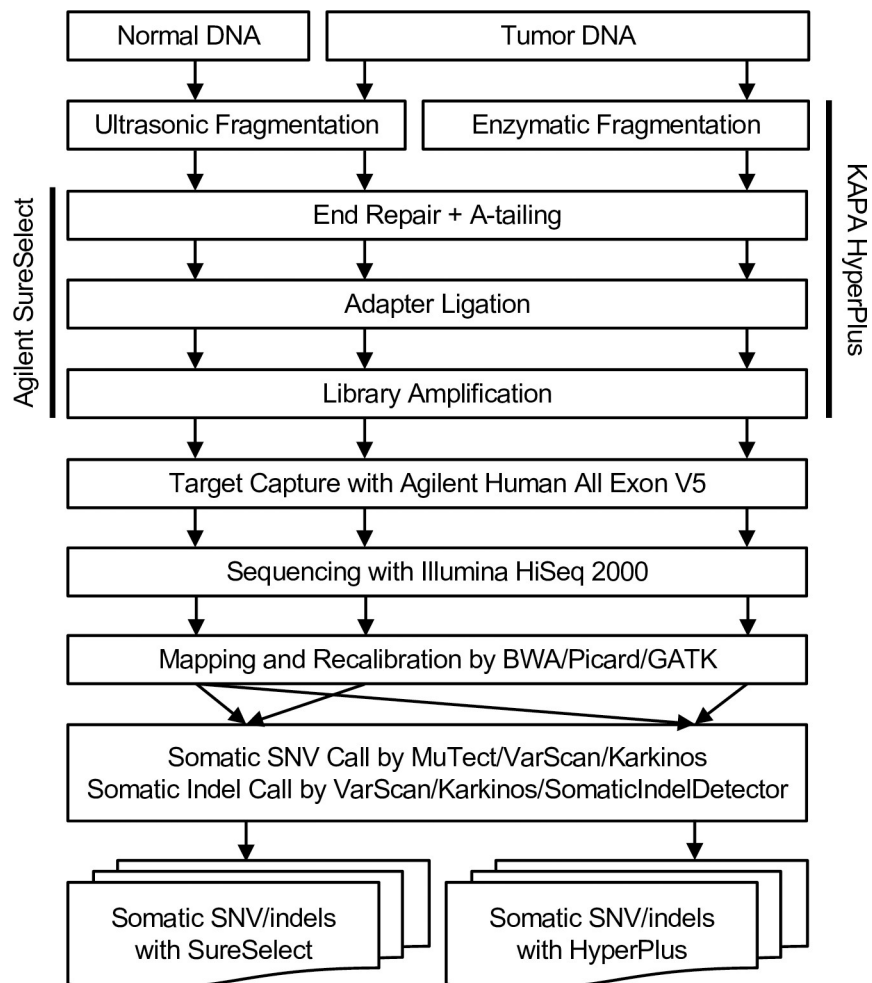 Normal DNA
Tumor DNA
Ultrasonic Fragmentation
Enzymatic Fragmentation
Agilent SureSelect
KAPA HyperPlus
End Repair + A-tailing
Adapter Ligation
Library Amplification
Target Capture with Agilent Human All Exon V5
Sequencing with Illumina HiSeq 2000
Mapping and Recalibration by BWA/Picard/GATK
Somatic SNV Call by MuTect/VarScan/Karkinos
Somatic Indel Call by VarScan/Karkinos/SomaticIndelDetector
Somatic SNV/indels
with SureSelect
Somatic SNV/indels
with HyperPlus